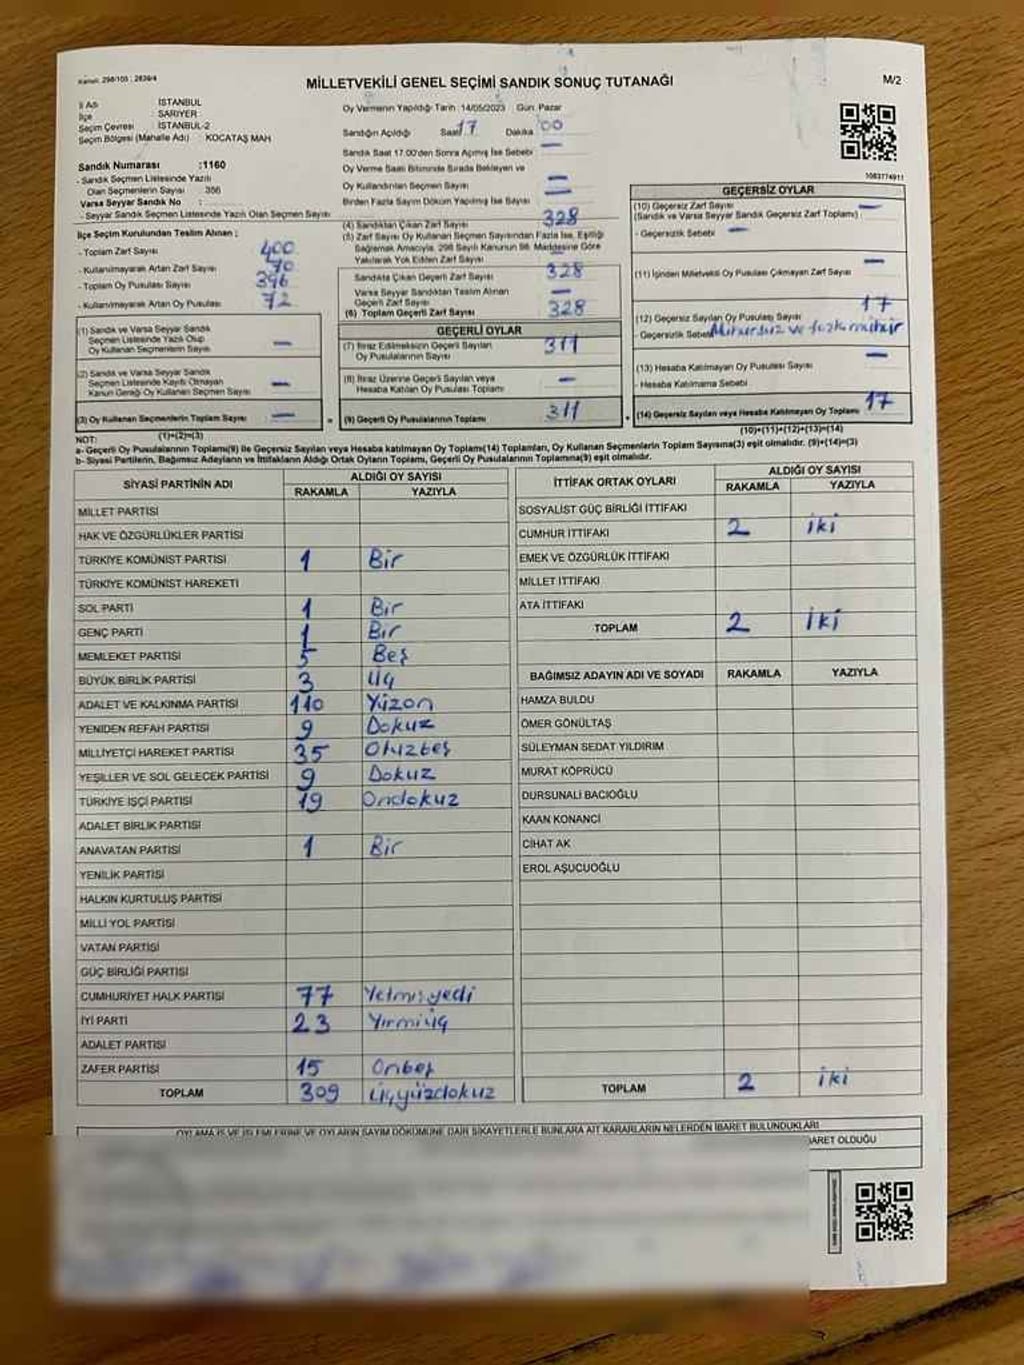 Kanun: 298/105 ; 2839/4
MİLLETVEKİLİ GENEL SEÇİMİ SANDIK SONUÇ TUTANAĞI
M/2
İl Adı : İSTANBUL
İlçe : SARIYER
Seçim Çevresi : İSTANBUL-2
Seçim Bölgesi (Mahalle Adı) : KOCATAŞ MAH
Sandık Numarası :1160
- Sandık Seçmen Listesinde Yazılı
Olan Seçmenlerin Sayısı : 356
Varsa Seyyar Sandık No :
- Seyyar Sandık Seçmen Listesinde Yazılı Olan Seçmen Sayısı
İlçe Seçim Kurulundan Teslim Alınan ;
- Toplam Zarf Sayısı 400
- Kullanılmayarak Artan Zarf Sayısı 70
- Toplam Oy Pusulası Sayısı 396
- Kullanılmayarak Artan Oy Pusulası 72
(1) Sandık ve Varsa Seyyar Sandık
Seçmen Listesinde Yazılı Olup
Oy Kullanan Seçmenlerin Sayısı —
(2) Sandık ve Varsa Seyyar Sandık
Seçmen Listesinde Kayıtlı Olmayan
Kanun Gereği Oy Kullanan Seçmen Sayısı —
(3) Oy Kullanan Seçmenlerin Toplam Sayısı —
(1)+(2)=(3)
Oy Vermenin Yapıldığı Tarih: 14/05/2023 Gün: Pazar
Sandığın Açıldığı Saat 17 Dakika 00
Sandık Saat 17.00'den Sonra Açılmış İse Sebebi —
Oy Verme Saati Bitiminde Sırada Bekleyen ve
Oy Kullandırılan Seçmen Sayısı —
Birden Fazla Sayım Döküm Yapılmış İse Sayısı —
(4) Sandıktan Çıkan Zarf Sayısı 328
(5) Zarf Sayısı Oy Kullanan Seçmen Sayısından Fazla İse, Eşitliği
Sağlamak Amacıyla, 298 Sayılı Kanunun 98. Maddesine Göre
Yakılarak Yok Edilen Zarf Sayısı —
Sandıkta Çıkan Geçerli Zarf Sayısı 328
Varsa Seyyar Sandıktan Teslim Alınan
Geçerli Zarf Sayısı —
(6) Toplam Geçerli Zarf Sayısı 328
GEÇERLİ OYLAR
(7) İtiraz Edilmeksizin Geçerli Sayılan
Oy Pusulalarının Sayısı 311
(8) İtiraz Üzerine Geçerli Sayılan veya
Hesaba Katılan Oy Pusulası Toplamı —
(9) Geçerli Oy Pusulalarının Toplamı 311
1083774911
GEÇERSİZ OYLAR
(10) Geçersiz Zarf Sayısı —
(Sandık ve Varsa Seyyar Sandık Geçersiz Zarf Toplamı)
- Geçersizlik Sebebi —
(11) İçinden Milletvekili Oy Pusulası Çıkmayan Zarf Sayısı —
(12) Geçersiz Sayılan Oy Pusulası Sayısı 17
- Geçersizlik Sebebi Mühürsüz ve fazla mühür
(13) Hesaba Katılmayan Oy Pusulası Sayısı —
- Hesaba Katılmama Sebebi
(14) Geçersiz Sayılan veya Hesaba Katılmayan Oy Toplamı 17
(10)+(11)+(12)+(13)=(14)
NOT:
a- Geçerli Oy Pusulalarının Toplamı(9) ile Geçersiz Sayılan veya Hesaba katılmayan Oy Toplamı(14) Toplamları, Oy Kullanan Seçmenlerin Toplam Sayısına(3) eşit olmalıdır. (9)+(14)=(3)
b- Siyasi Partilerin, Bağımsız Adayların ve İttifakların Aldığı Ortak Oyların Toplamı, Geçerli Oy Pusulalarının Toplamına(9) eşit olmalıdır.
SİYASİ PARTİNİN ADI ALDIĞI OY SAYISI
RAKAMLA YAZIYLA
MİLLET PARTİSİ
HAK VE ÖZGÜRLÜKLER PARTİSİ
TÜRKİYE KOMÜNİST PARTİSİ 1 Bir
TÜRKİYE KOMÜNİST HAREKETİ
SOL PARTİ 1 Bir
GENÇ PARTİ 1 Bir
MEMLEKET PARTİSİ 5 Beş
BÜYÜK BİRLİK PARTİSİ 3 Üç
ADALET VE KALKINMA PARTİSİ 110 Yüzon
YENİDEN REFAH PARTİSİ 9 Dokuz
MİLLİYETÇİ HAREKET PARTİSİ 35 Otuzbeş
YEŞİLLER VE SOL GELECEK PARTİSİ 9 Dokuz
TÜRKİYE İŞÇİ PARTİSİ 19 Ondokuz
ADALET BİRLİK PARTİSİ
ANAVATAN PARTİSİ 1 Bir
YENİLİK PARTİSİ
HALKIN KURTULUŞ PARTİSİ
MİLLİ YOL PARTİSİ
VATAN PARTİSİ
GÜÇ BİRLİĞİ PARTİSİ
CUMHURİYET HALK PARTİSİ 77 Yetmişyedi
İYİ PARTİ 23 Yirmiüç
ADALET PARTİSİ
ZAFER PARTİSİ 15 Onbeş
TOPLAM 309 Üçyüzdokuz
İTTİFAK ORTAK OYLARI ALDIĞI OY SAYISI
RAKAMLA YAZIYLA
SOSYALİST GÜÇ BİRLİĞİ İTTİFAKI
CUMHUR İTTİFAKI 2 iki
EMEK VE ÖZGÜRLÜK İTTİFAKI
MİLLET İTTİFAKI
ATA İTTİFAKI
TOPLAM 2 iki
BAĞIMSIZ ADAYIN ADI VE SOYADI RAKAMLA YAZIYLA
HAMZA BULDU
ÖMER GÖNÜLTAŞ
SÜLEYMAN SEDAT YILDIRIM
MURAT KÖPRÜCÜ
DURSUNALİ BACIOĞLU
KAAN KONANCİ
CİHAT AK
EROL AŞUCUOĞLU
TOPLAM 2 iki
OYLAMA İŞ VE İŞLEMLERİNE VE OYLARIN SAYIM DÖKÜMÜNE DAİR ŞİKAYETLERLE BUNLARA AİT KARARLARIN NELERDEN İBARET BULUNDUKLARI
BARET OLDUĞU